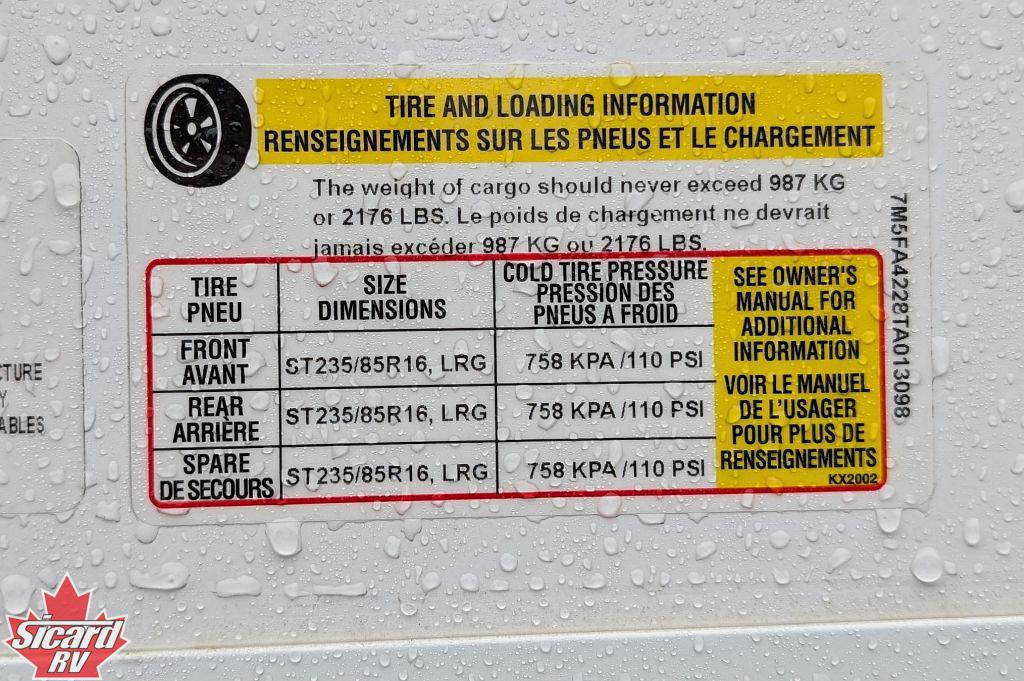 TIRE AND LOADING INFORMATION
RENSEIGNEMENTS SUR LES PNEUS ET LE CHARGEMENT
The weight of cargo should never exceed 987 KG
or 2176 LBS. Le poids de chargement ne devrait
jamais excéder 987 KG ou 2176 LBS.
TIRE
PNEU
SIZE
DIMENSIONS
COLD TIRE PRESSURE
PRESSION DES
PNEUS A FROID
FRONT
AVANT
ST235/85R16, LRG
758 KPA /110 PSI
REAR
ARRIÈRE
ST235/85R16, LRG
758 KPA /110 PSI
SPARE
DE SECOURS
ST235/85R16, LRG
758 KPA /110 PSI
SEE OWNER'S
MANUAL FOR
ADDITIONAL
INFORMATION
VOIR LE MANUEL
DE L'USAGER
POUR PLUS DE
RENSEIGNEMENTS
KX2002
7M5FA4228TA013098
CTURE
Y
ABLES
Sicard
RV